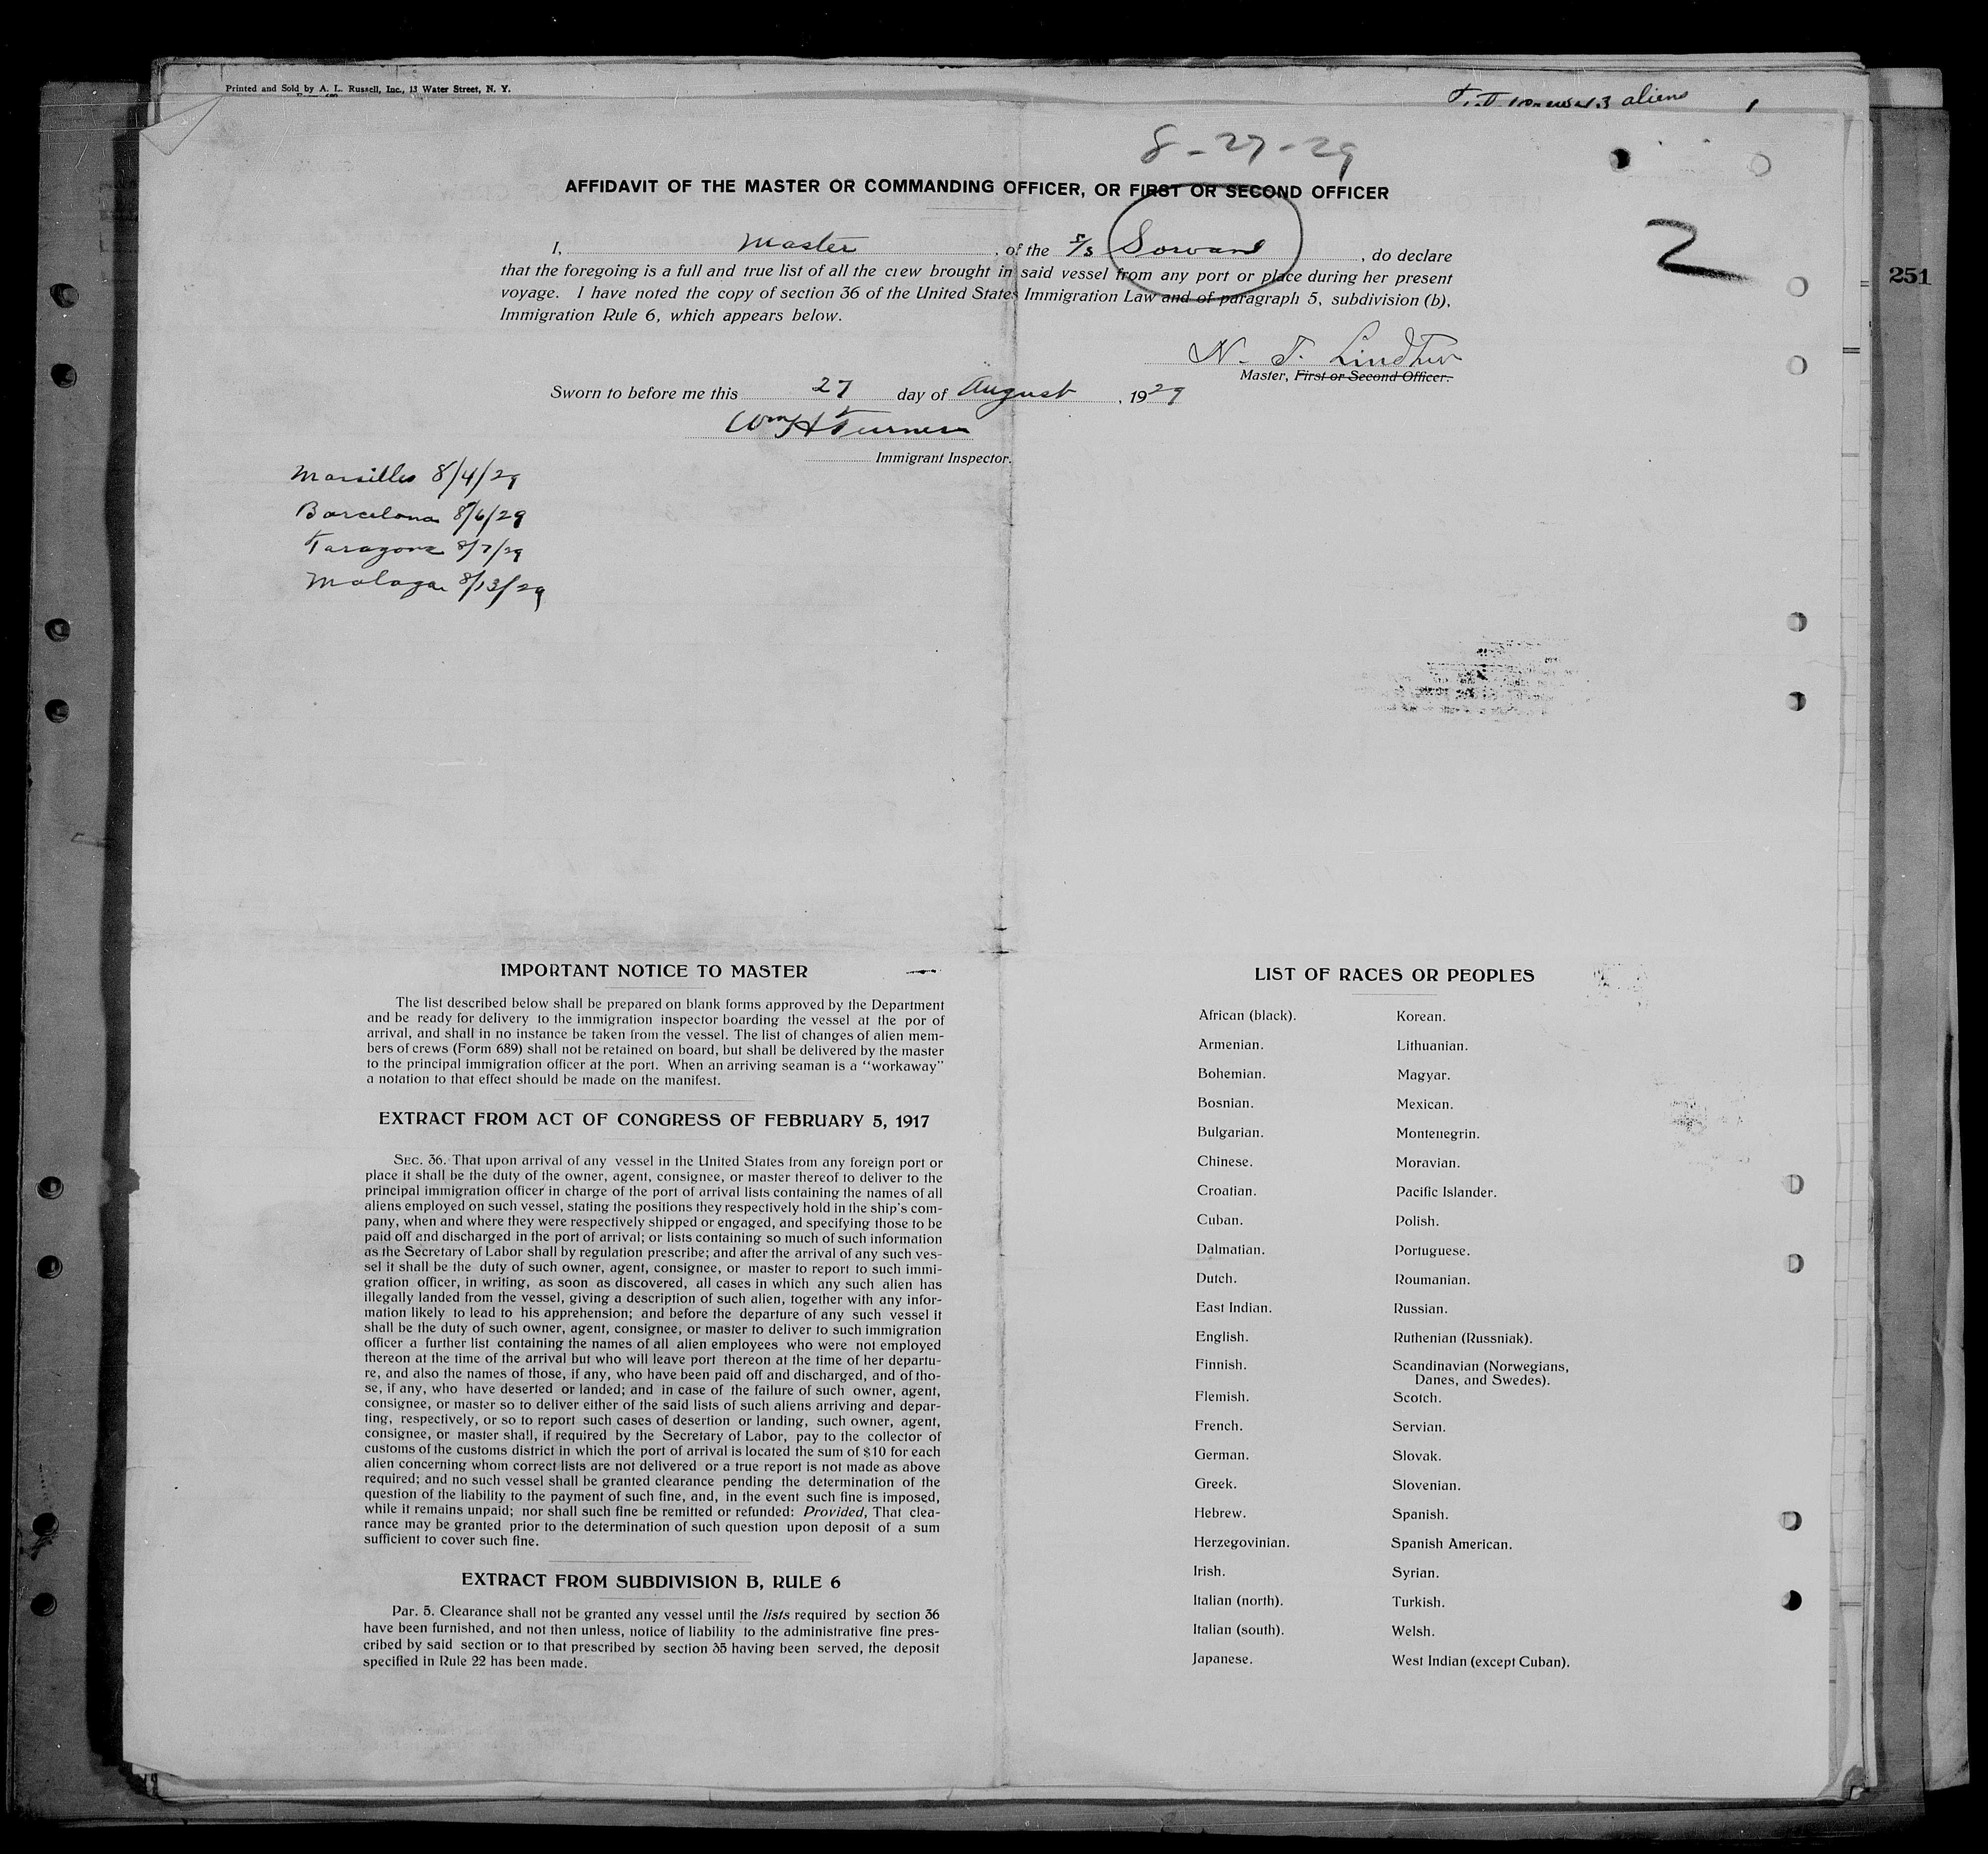 Printed and Sold by A. L. Russell, Inc., 13 Water Street, N. Y.
aliens
8-27-29
AFFIDAVIT OF THE MASTER OR COMMANDING OFFICER, OR FIRST OR SECOND OFFICER
2
251
I, Master, of the S/S Sorvard, do declare
that the foregoing is a full and true list of all the crew brought in said vessel from any port or place during her present
voyage. I have noted the copy of section 36 of the United States Immigration Law and of paragraph 5, subdivision (b),
Immigration Rule 6, which appears below.
N. T.
Master, First or Second Officer.
Sworn to before me this 27 day of August, 1929
Wm H Turner
Immigrant Inspector.
Marsilles 8/4/29
Barcelona 8/6/29
Taragona 8/7/29
Malaga 8/13/29
IMPORTANT NOTICE TO MASTER
The list described below shall be prepared on blank forms approved by the Department
and be ready for delivery to the immigration inspector boarding the vessel at the por of
arrival, and shall in no instance be taken from the vessel. The list of changes of alien mem-
bers of crews (Form 689) shall not be retained on board, but shall be delivered by the master
to the principal immigration officer at the port. When an arriving seaman is a "workaway"
a notation to that effect should be made on the manifest.
EXTRACT FROM ACT OF CONGRESS OF FEBRUARY 5, 1917
SEC. 36. That upon arrival of any vessel in the United States from any foreign port or
place it shall be the duty of the owner, agent, consignee, or master thereof to deliver to the
principal immigration officer in charge of the port of arrival lists containing the names of all
aliens employed on such vessel, stating the positions they respectively hold in the ship's com-
pany, when and where they were respectively shipped or engaged, and specifying those to be
paid off and discharged in the port of arrival; or lists containing so much of such information
as the Secretary of Labor shall by regulation prescribe; and after the arrival of any such ves-
sel it shall be the duty of such owner, agent, consignee, or master to report to such immi-
gration officer, in writing, as soon as discovered, all cases in which any such alien has
illegally landed from the vessel, giving a description of such alien, together with any infor-
mation likely to lead to his apprehension; and before the departure of any such vessel it
shall be the duty of such owner, agent, consignee, or master to deliver to such immigration
officer a further list containing the names of all alien employees who were not employed
thereon at the time of the arrival but who will leave port thereon at the time of her departu-
re, and also the names of those, if any, who have been paid off and discharged, and of tho-
se, if any, who have deserted or landed; and in case of the failure of such owner, agent,
consignee, or master so to deliver either of the said lists of such aliens arriving and depar-
ting, respectively, or so to report such cases of desertion or landing, such owner, agent,
consignee, or master shall, if required by the Secretary of Labor, pay to the collector of
customs of the customs district in which the port of arrival is located the sum of $10 for each
alien concerning whom correct lists are not delivered or a true report is not made as above
required; and no such vessel shall be granted clearance pending the determination of the
question of the liability to the payment of such fine, and, in the event such fine is imposed,
while it remains unpaid; nor shall such fine be remitted or refunded: Provided, That clea-
rance may be granted prior to the determination of such question upon deposit of a sum
sufficient to cover such fine.
EXTRACT FROM SUBDIVISION B, RULE 6
Par. 5. Clearance shall not be granted any vessel until the lists required by section 36
have been furnished, and not then unless, notice of liability to the administrative fine pres-
cribed by said section or to that prescribed by section 35 having been served, the deposit
specified in Rule 22 has been made.
LIST OF RACES OR PEOPLES
African (black).
Armenian.
Bohemian.
Bosnian.
Bulgarian.
Chinese.
Croatian.
Cuban.
Dalmatian.
Dutch.
East Indian.
English.
Finnish.
Flemish.
French.
German.
Greek.
Hebrew.
Herzegovinian.
Irish.
Italian (north).
Italian (south).
Japanese.
Korean.
Lithuanian.
Magyar.
Mexican.
Montenegrin.
Moravian.
Pacific Islander.
Polish.
Portuguese.
Roumanian.
Russian.
Ruthenian (Russniak).
Scandinavian (Norwegians,
Danes, and Swedes).
Scotch.
Servian.
Slovak.
Slovenian.
Spanish.
Spanish American.
Syrian.
Turkish.
Welsh.
West Indian (except Cuban).